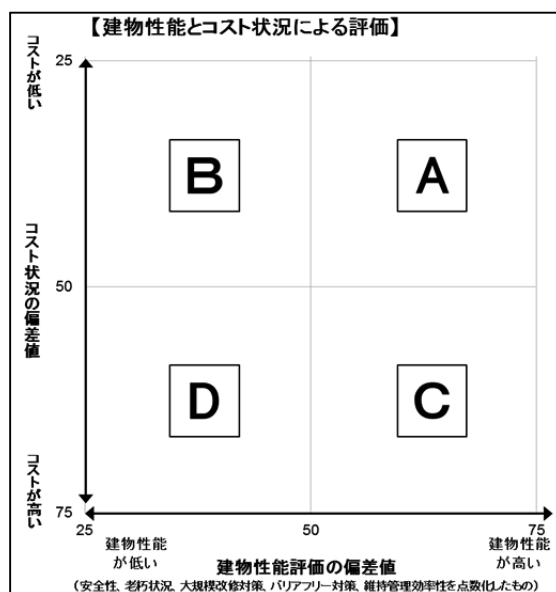 【建物性能とコスト状況による評価】
コストが低い
25
B
A
コスト状況の偏差値
50
D
C
コストが高い
75
25
50
75
建物性能
が低い
建物性能
が高い
建物性能評価の偏差値
（安全性、老朽状況、大規模改修対策、バリアフリー対策、維持管理効率性を点数化したもの）